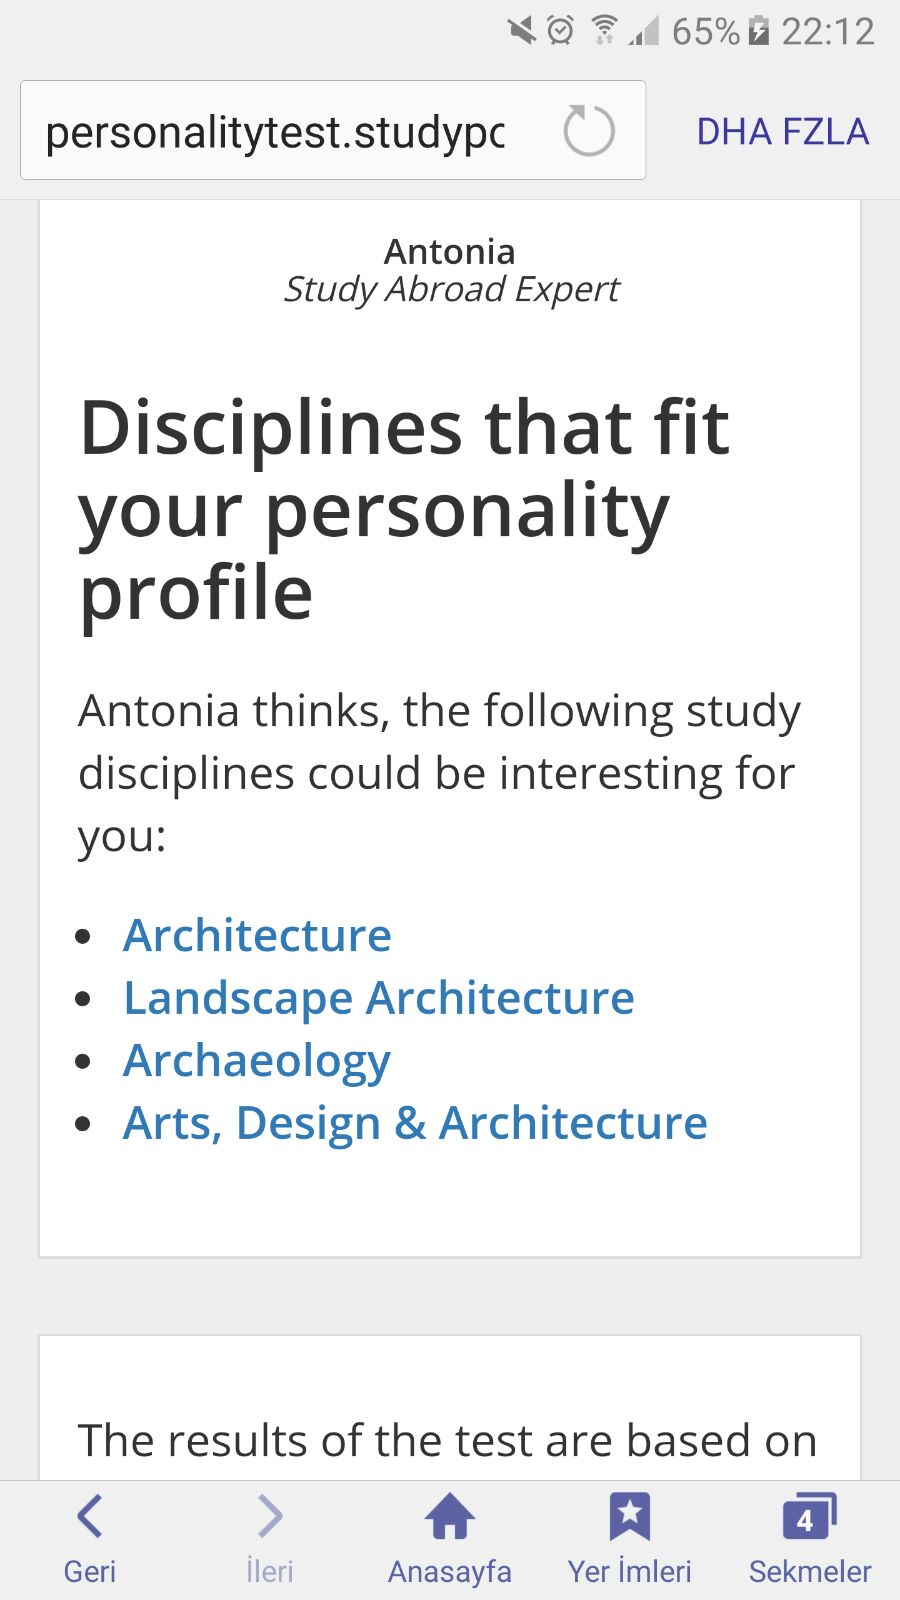 65% 22:12
personalitytest.studypo
DHA FZLA
Antonia
Study Abroad Expert
Disciplines that fit
your personality
profile
Antonia thinks, the following study
disciplines could be interesting for
you:
• Architecture
• Landscape Architecture
• Archaeology
• Arts, Design & Architecture
The results of the test are based on
4
Geri İleri Anasayfa Yer İmleri Sekmeler